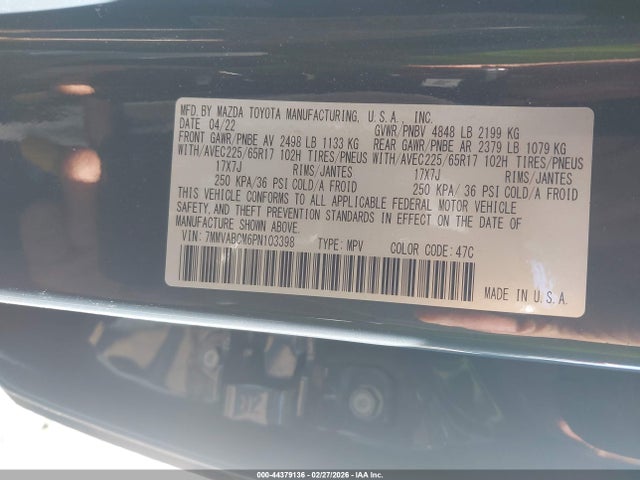 MFD. BY MAZDA TOYOTA MANUFACTURING, U.S.A., INC.
04/22 GVWR/PNBV 4848 LB 2199 KG
FRONT GAWR/PNBE AV 2498 LB 1133 KG REAR GAWR/PNBE AR 2379 LB 1079 KG
WITH/AVEC225/65R17 102H TIRES/PNEUS WITH/AVEC225/65R17 102H TIRES/PNEUS
17X7J RIMS/JANTES 17X7J RIMS/JANTES
250 KPA/36 PSI COLD/A FROID 250 KPA/ 36 PSI COLD/A FROID
THIS VEHICLE CONFORMS TO ALL APPLICABLE FEDERAL MOTOR VEHICLE
SAFETY, AND THEFT PREVENTION STANDARDS IN EFFECT ON THE DATE OF
MANUFACTURE SHOWN ABOVE.
VIN: 7MMVABCM6PN103398 TYPE: MPV COLOR CODE: 47C
MADE IN U.S.A.
000-44379136 - 02/27/2026 - Copyright IAA, Inc.